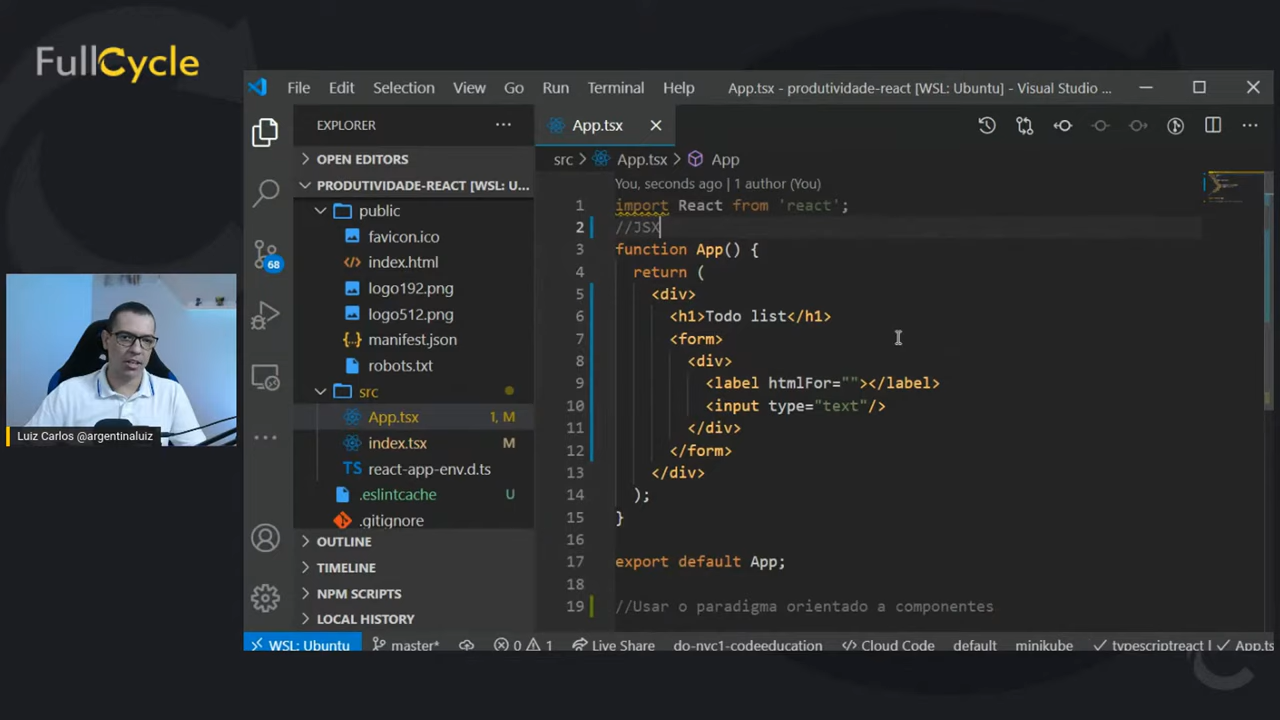 FullCycle
File Edit Selection View Go Run Terminal Help App.tsx - produtividade-react [WSL: Ubuntu] - Visual Studio ...
EXPLORER
App.tsx
OPEN EDITORS
src > App.tsx > App
PRODUTIVIDADE-REACT [WSL: U...
You, seconds ago | 1 author (You)
public
1 import React from 'react';
favicon.ico
2 //JSX
index.html
3 function App() {
logo192.png
4 return (
5 <div>
logo512.png
6 <h1>Todo list</h1>
manifest.json
7 <form>
robots.txt
8 <div>
src
9 <label htmlFor=""></label>
App.tsx 1, M
10 <input type="text"/>
index.tsx M
11 </div>
12 </form>
react-app-env.d.ts
13 </div>
.eslintcache U
14 );
.gitignore
15 }
16
OUTLINE
17 export default App;
TIMELINE
18
NPM SCRIPTS
19 //Usar o paradigma orientado a componentes
LOCAL HISTORY
68
Luiz Carlos @argentinaluiz
WSL: Ubuntu master* 0 1 Live Share do-nyc1-codeeducation Cloud Code default minikube typescriptreact App.ts